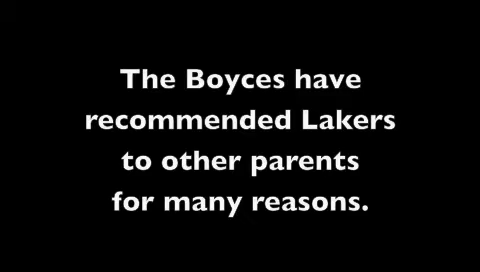 The Boyces have
recommended Lakers
to other parents
for many reasons.